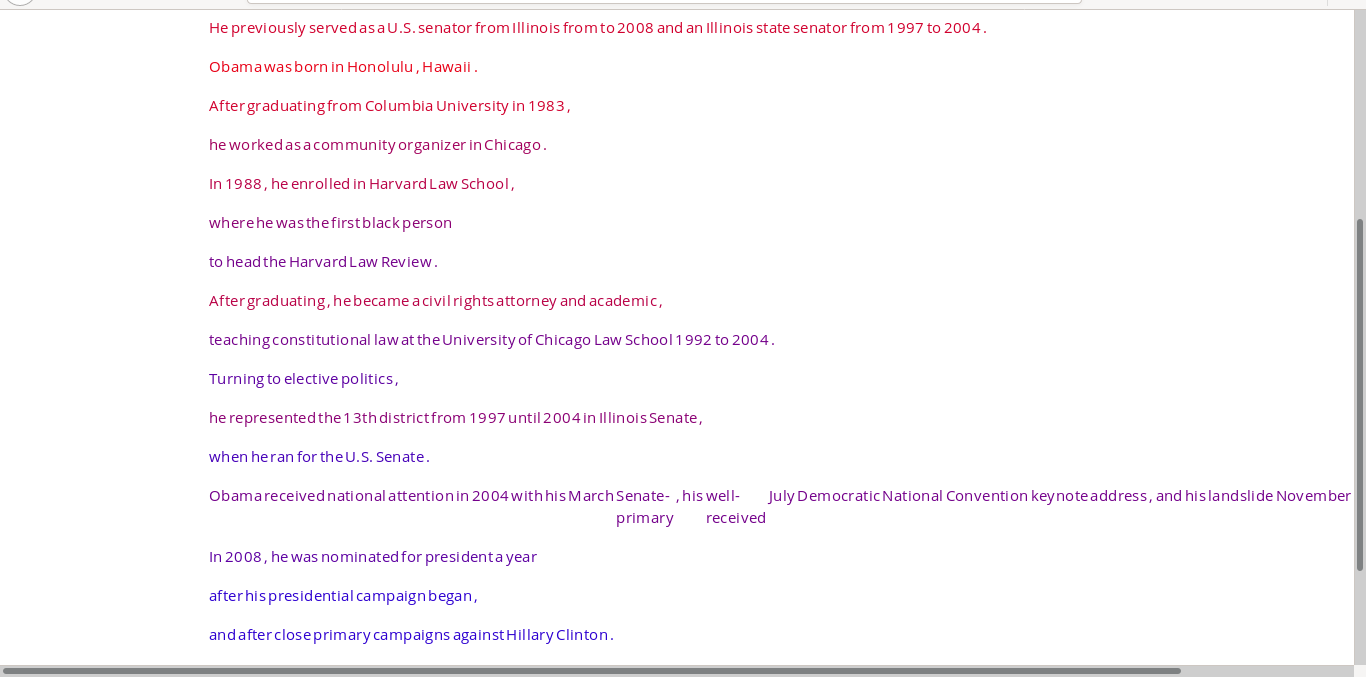 He previously served as a U.S. senator from Illinois from to 2008 and an Illinois state senator from 1997 to 2004 .
Obama was born in Honolulu , Hawaii .
After graduating from Columbia University in 1983 ,
he worked as a community organizer in Chicago .
In 1988 , he enrolled in Harvard Law School ,
where he was the first black person
to head the Harvard Law Review .
After graduating , he became a civil rights attorney and academic ,
teaching constitutional law at the University of Chicago Law School 1992 to 2004 .
Turning to elective politics ,
he represented the 13th district from 1997 until 2004 in Illinois Senate ,
when he ran for the U.S. Senate .
Obama received national attention in 2004 with his March Senate- , his well- July Democratic National Convention keynote address , and his landslide November
primary received
In 2008 , he was nominated for president a year
after his presidential campaign began ,
and after close primary campaigns against Hillary Clinton .